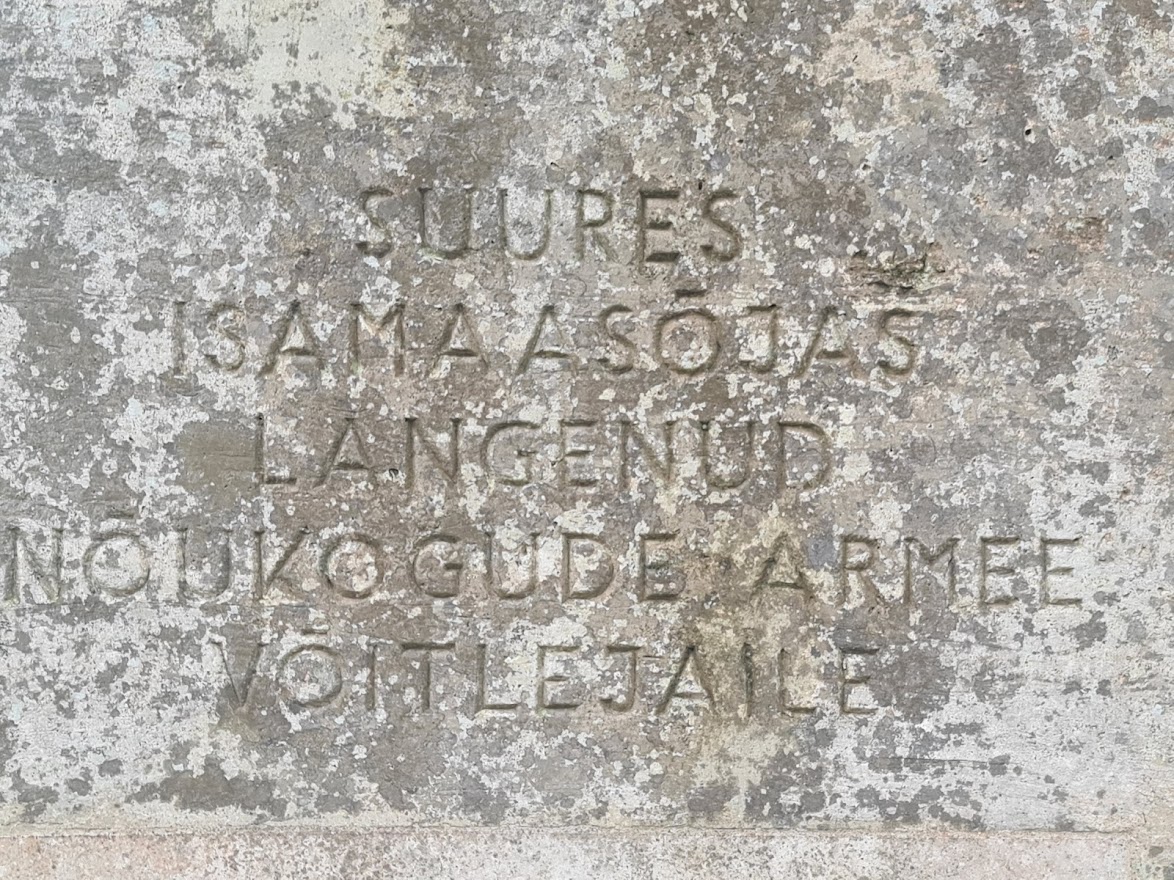 SUURES
ISAMAASÕJAS
LANGENUD
NÕUKOGUDE ARMEE
VÕITLEJAILE